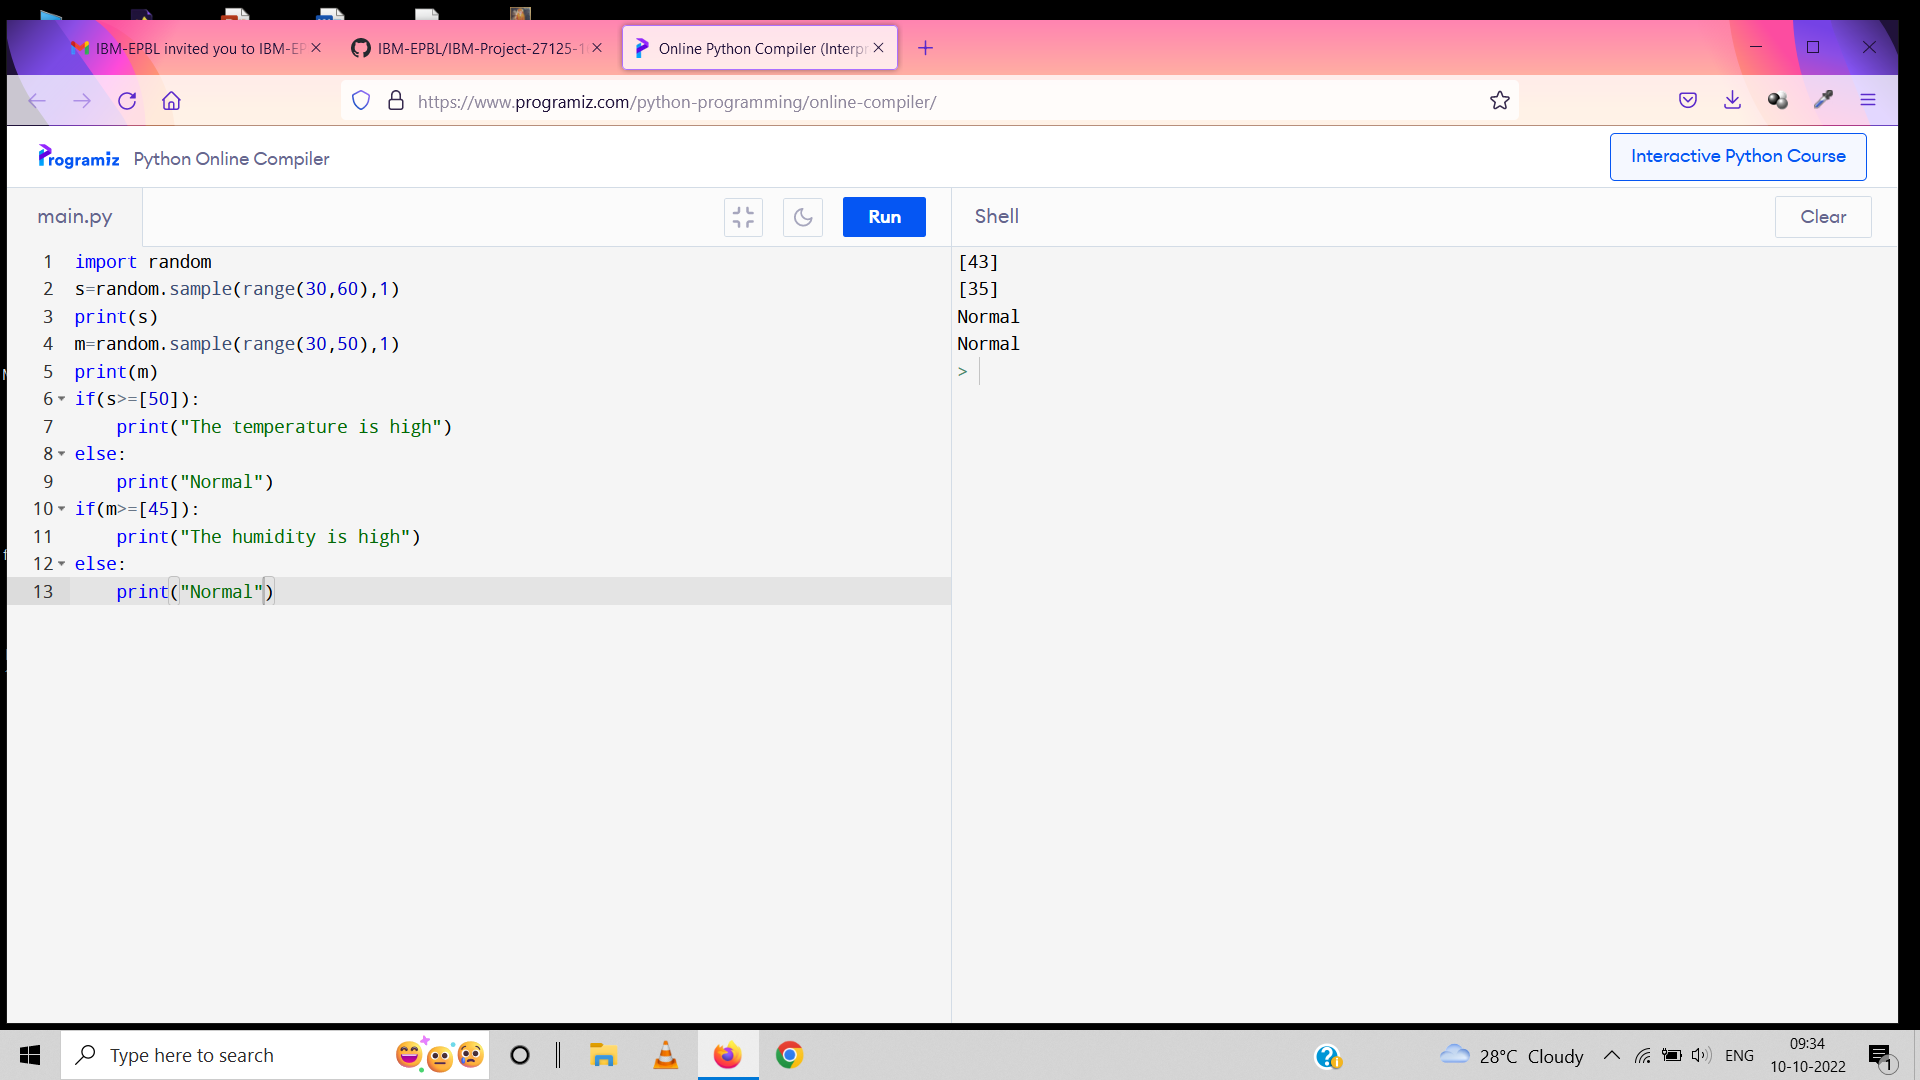 IBM-EPBL invited you to IBM-EP
IBM-EPBL/IBM-Project-27125-1
Online Python Compiler (Interpr
https://www.programiz.com/python-programming/online-compiler/
Programiz Python Online Compiler
Interactive Python Course
main.py
Run
Shell
Clear
1 import random
2 s=random.sample(range(30,60),1)
3 print(s)
4 m=random.sample(range(30,50),1)
5 print(m)
6 if(s>=[50]):
7     print("The temperature is high")
8 else:
9     print("Normal")
10 if(m>=[45]):
11     print("The humidity is high")
12 else:
13     print("Normal")
[43]
[35]
Normal
Normal
>
Type here to search
28°C Cloudy
ENG
09:34
10-10-2022
1